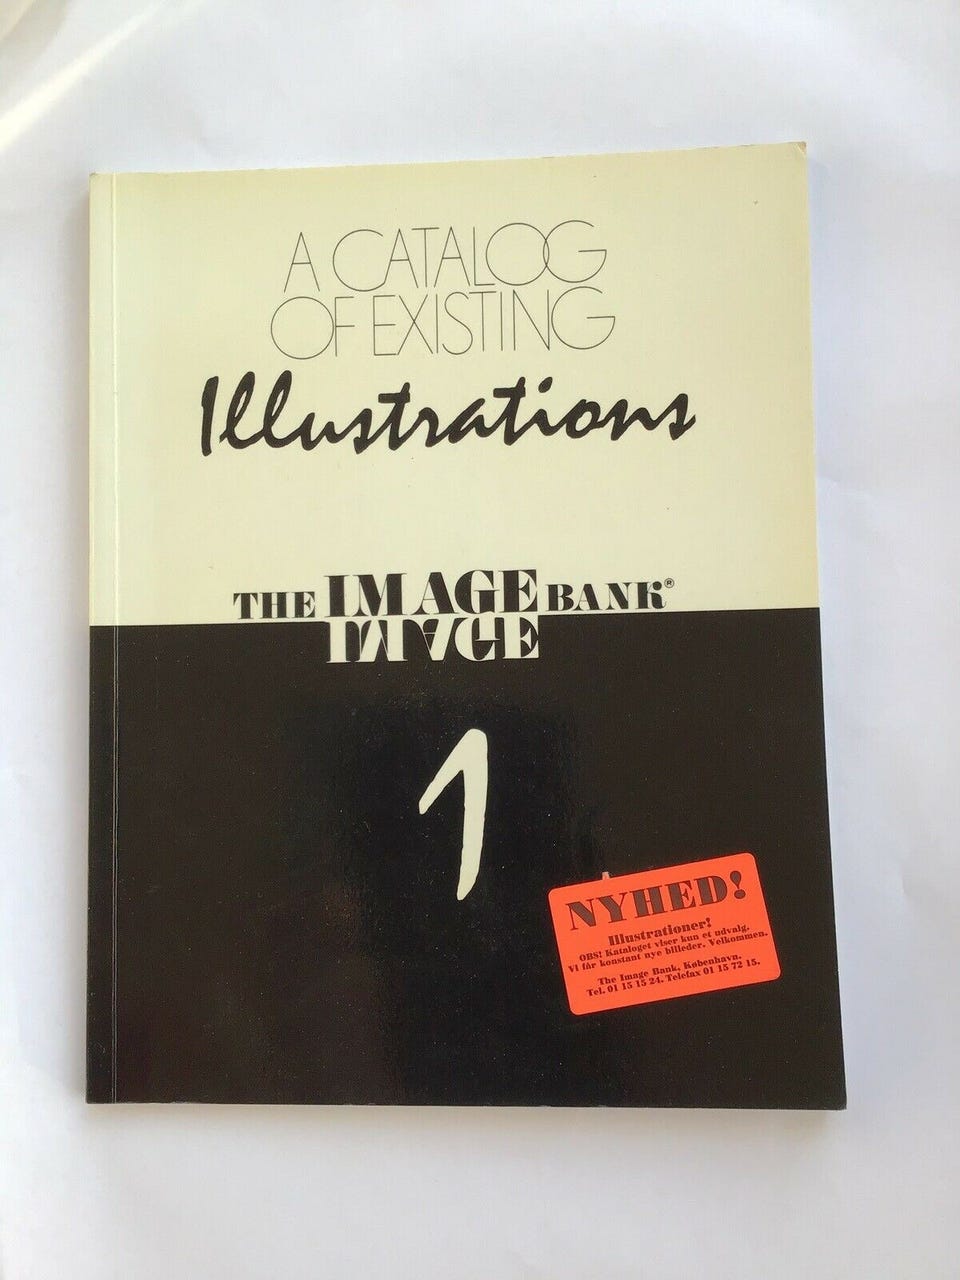 A CATALOG
OF EXISTING
Illustrations
THE IMAGE BANK®
IMAGE
1
NYHED!
Illustrationer!
OBS! Kataloget viser kun et udvalg.
Vi får konstant nye billeder. Velkommen.
The Image Bank, København.
Tel. 01 15 15 24. Telefax 01 15 72 15.